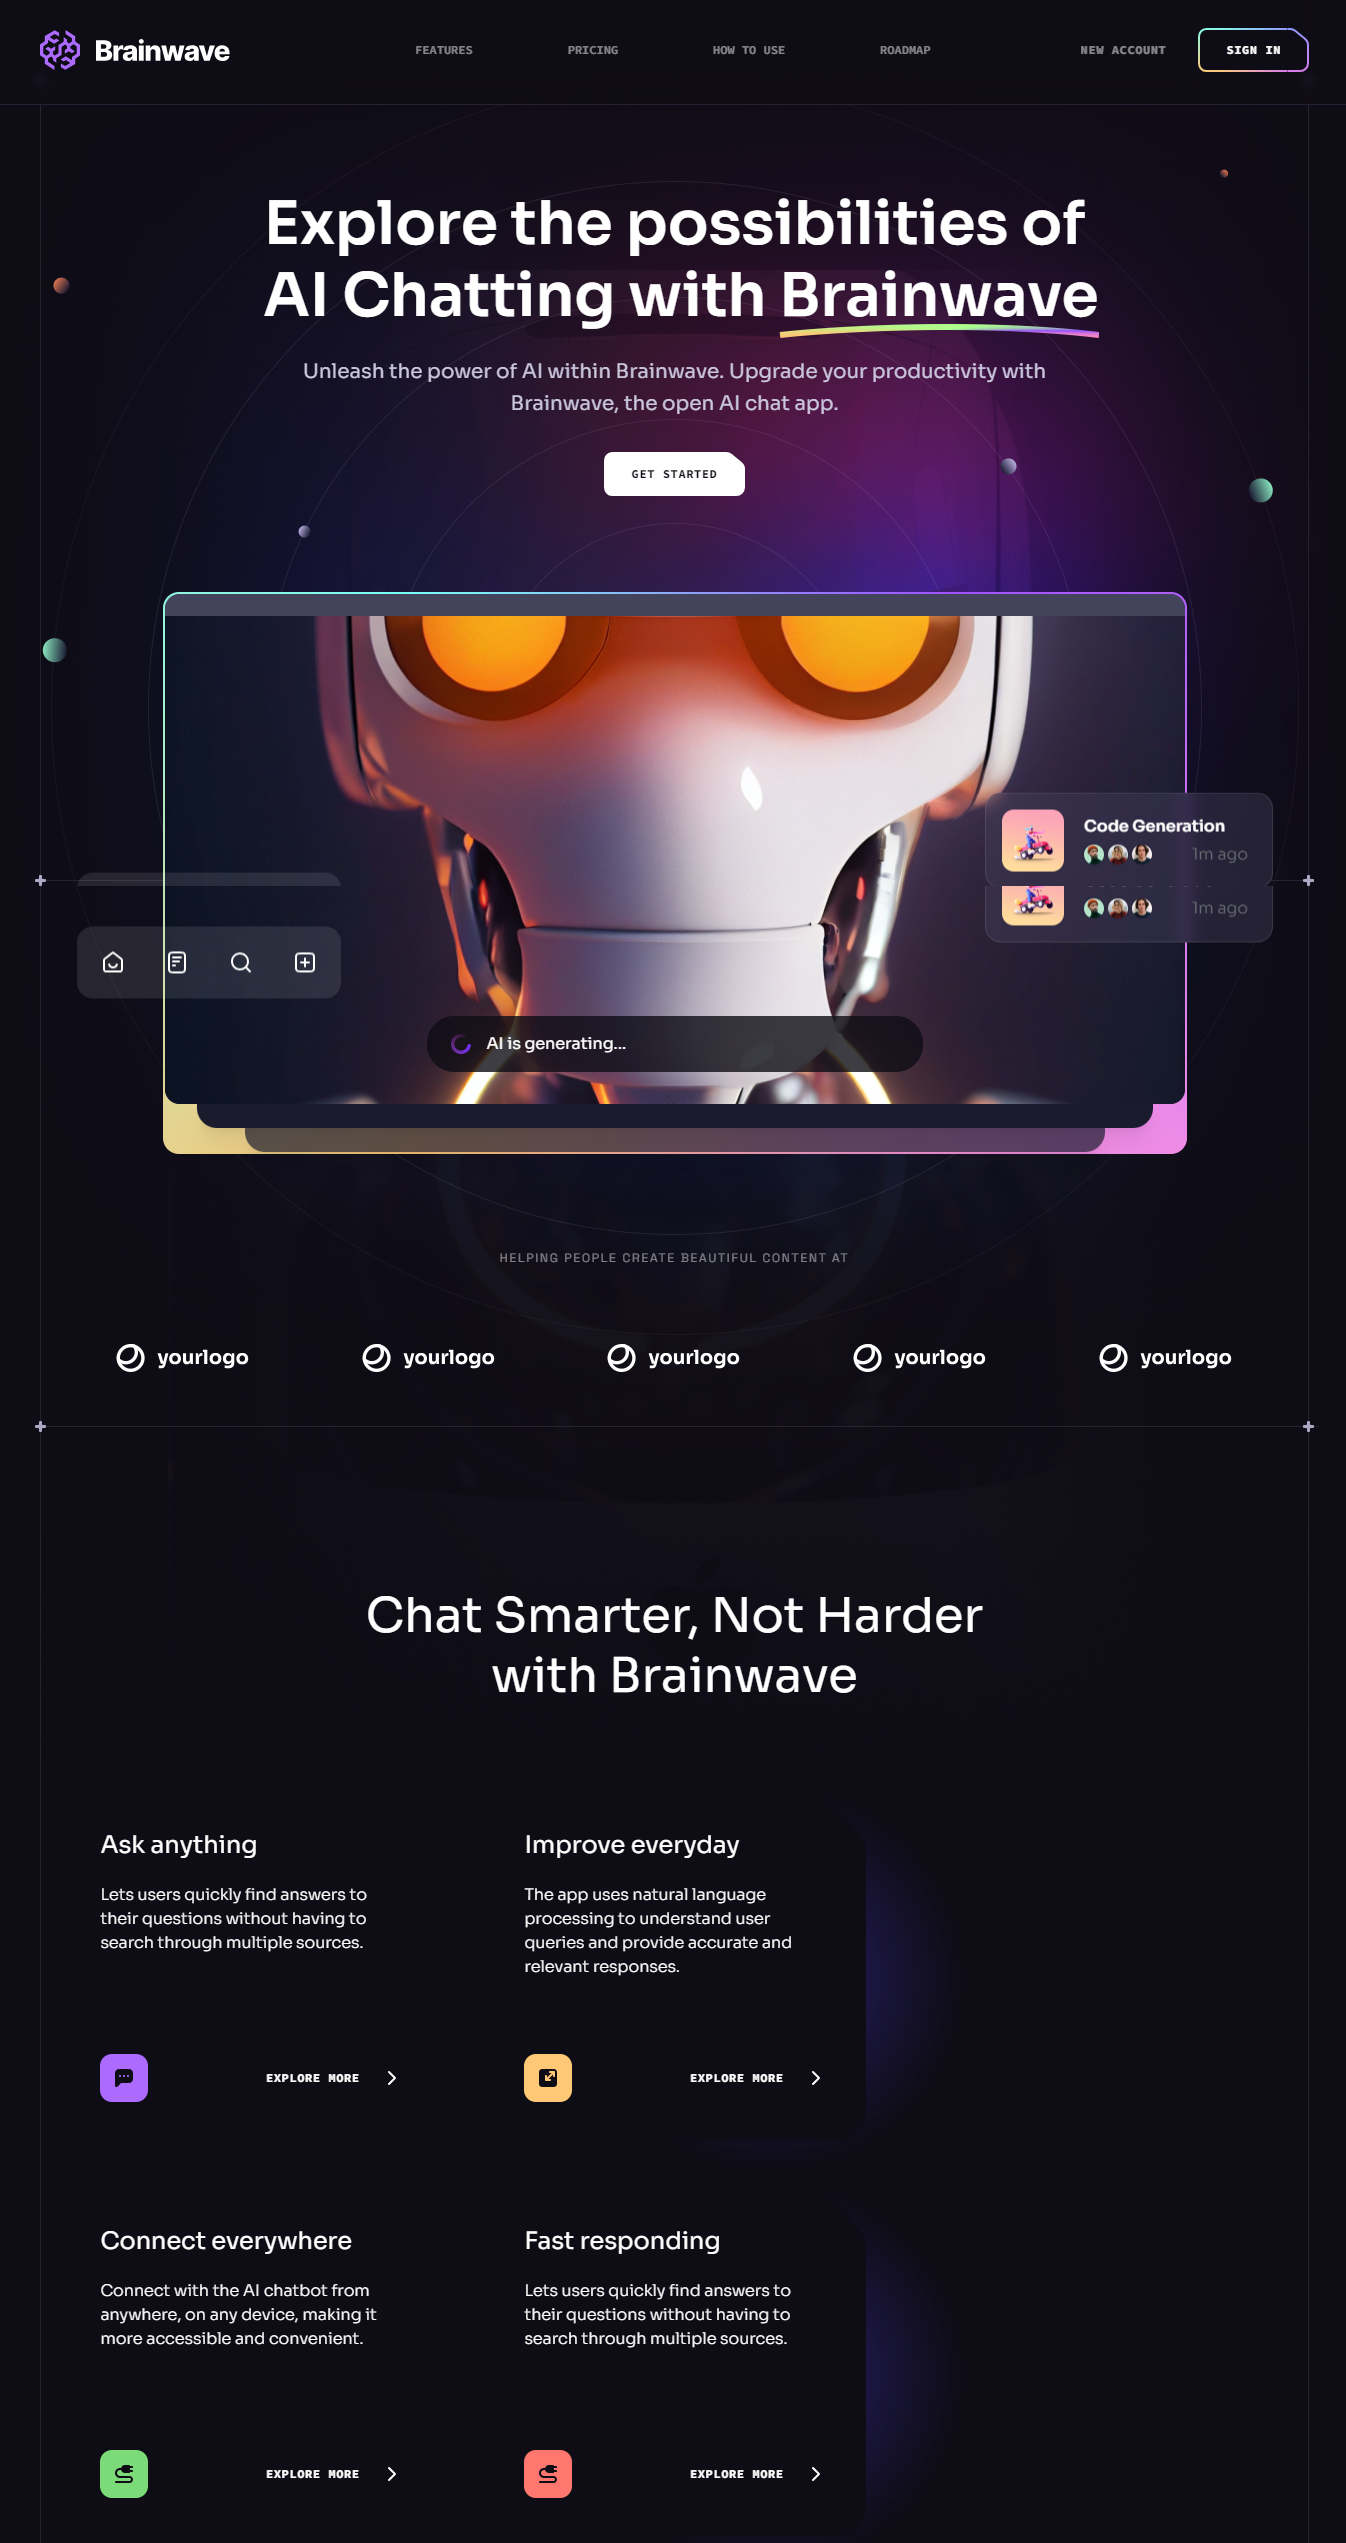 Brainwave
FEATURES
PRICING
HOW TO USE
ROADMAP
NEW ACCOUNT
SIGN IN
Explore the possibilities of
AI Chatting with Brainwave
Unleash the power of AI within Brainwave. Upgrade your productivity with
Brainwave, the open AI chat app.
GET STARTED
Code Generation
1m ago
1m ago
AI is generating...
HELPING PEOPLE CREATE BEAUTIFUL CONTENT AT
yourlogo
yourlogo
yourlogo
yourlogo
yourlogo
Chat Smarter, Not Harder
with Brainwave
Ask anything
Lets users quickly find answers to
their questions without having to
search through multiple sources.
EXPLORE MORE
Improve everyday
The app uses natural language
processing to understand user
queries and provide accurate and
relevant responses.
EXPLORE MORE
Connect everywhere
Connect with the AI chatbot from
anywhere, on any device, making it
more accessible and convenient.
EXPLORE MORE
Fast responding
Lets users quickly find answers to
their questions without having to
search through multiple sources.
EXPLORE MORE